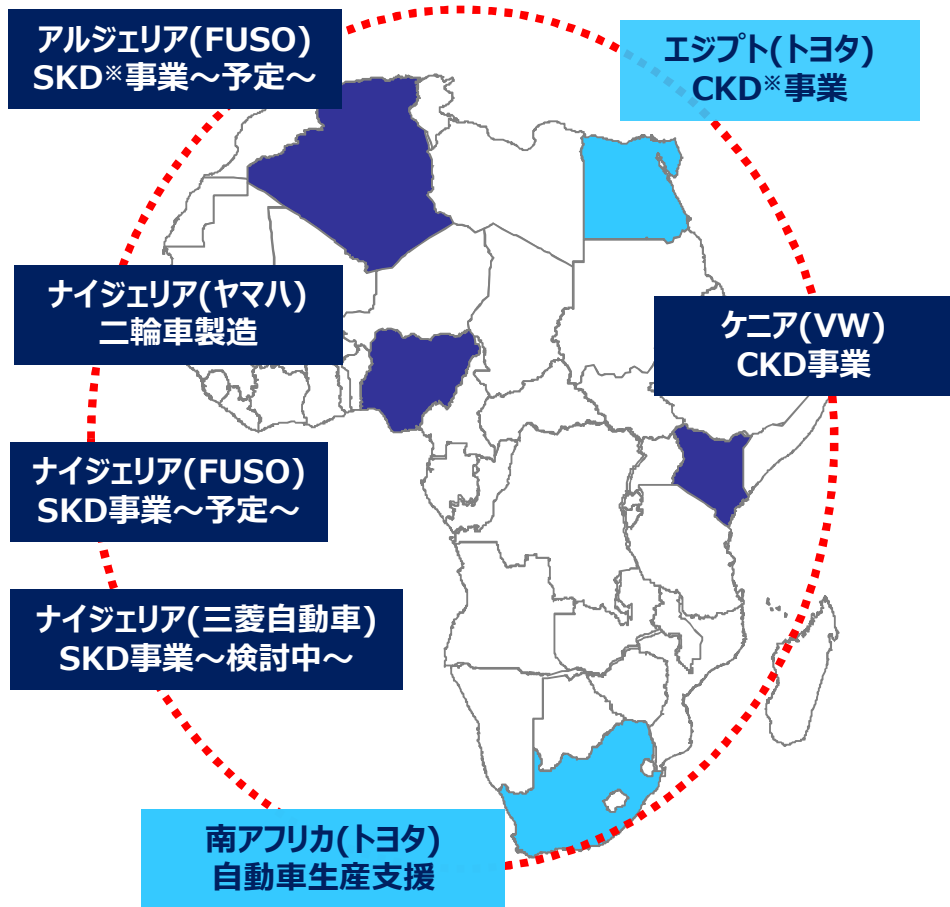 アルジェリア(FUSO)
SKD※事業～予定～
エジプト(トヨタ)
CKD※事業
ナイジェリア(ヤマハ)
二輪車製造
ケニア(VW)
CKD事業
ナイジェリア(FUSO)
SKD事業～予定～
ナイジェリア(三菱自動車)
SKD事業～検討中～
南アフリカ(トヨタ)
自動車生産支援